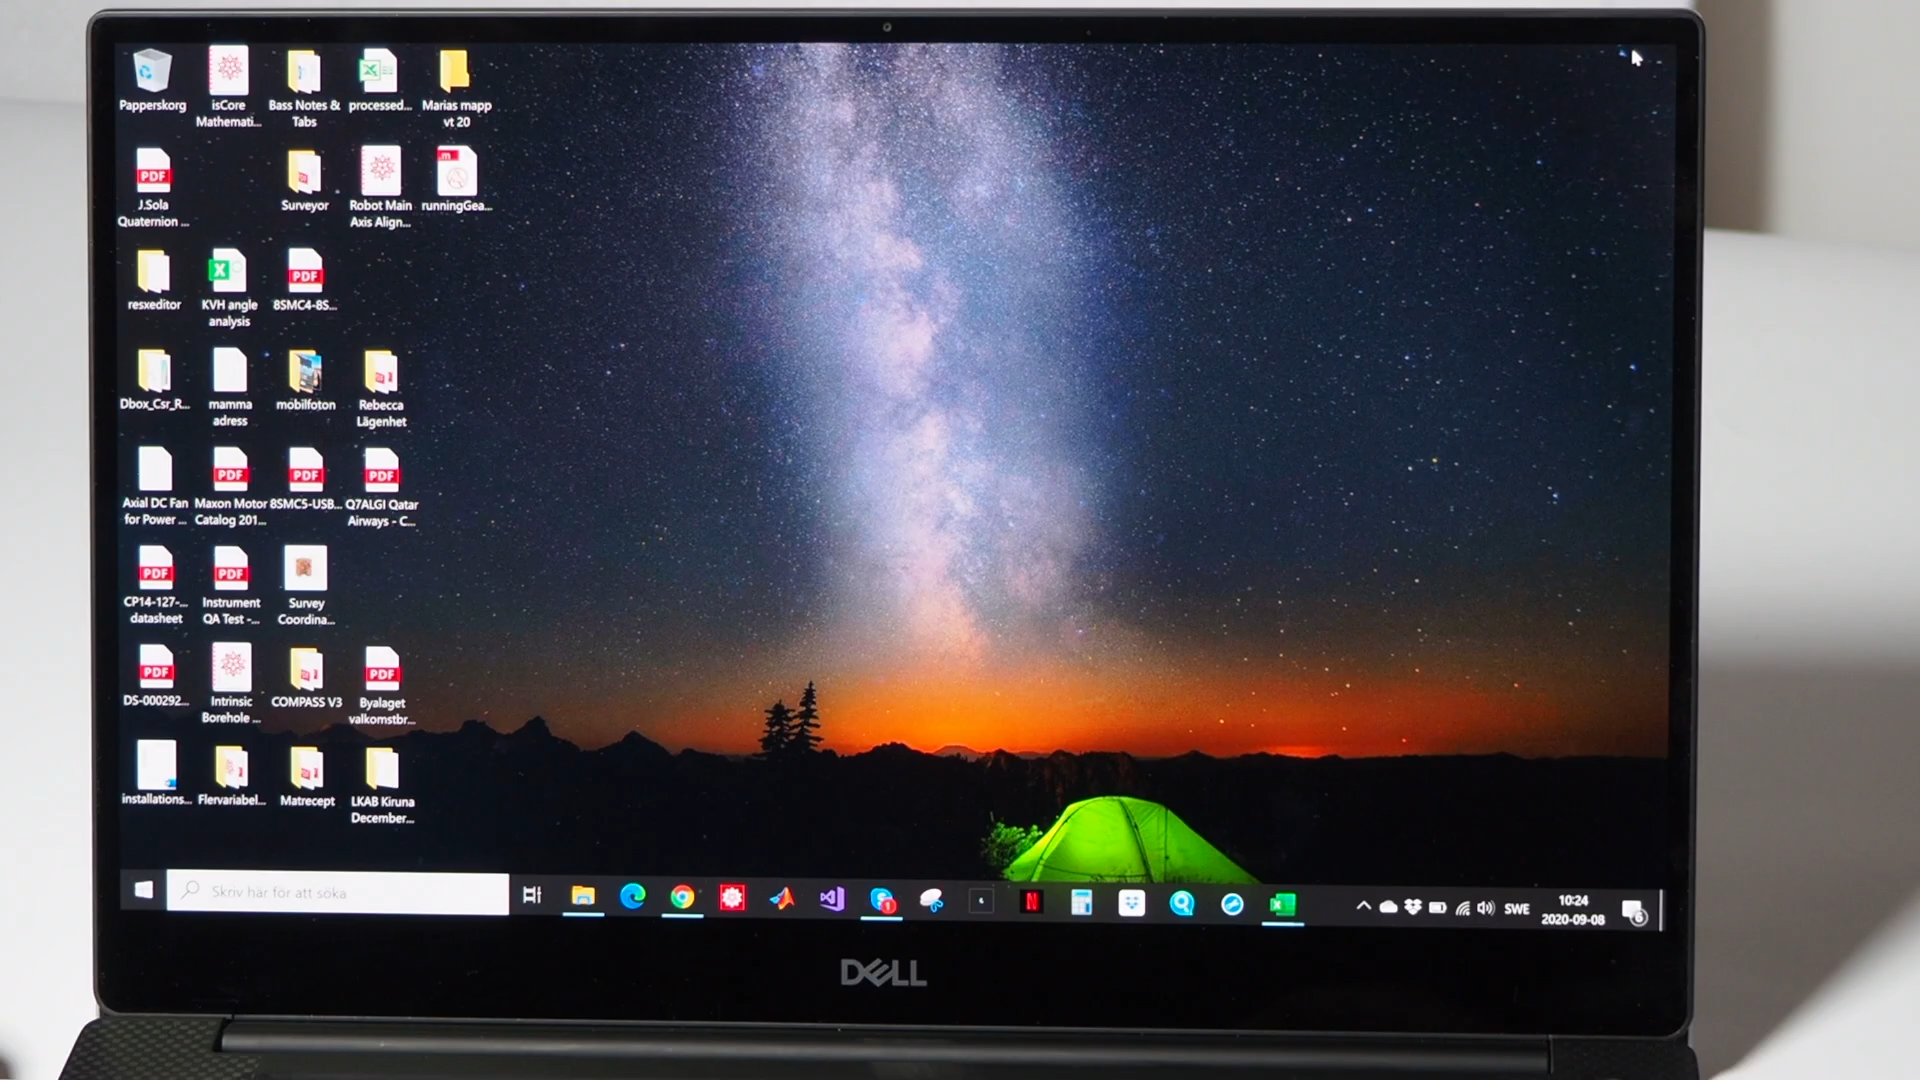 Papperskorg
isCore
Mathemati...
Bass Notes &
Tabs
processed...
Marias mapp
vt 20
PDF
J.Sola
Quaternion ...
Surveyor
Robot Main
Axis Align...
m
runningGea...
resxeditor
X
KVH angle
analysis
PDF
8SMC4-8S...
Dbox_Csr_R...
mamma
adress
mobilfoton
Rebecca
Lägenhet
Axial DC Fan
for Power ...
PDF
Maxon Motor
Catalog 201...
PDF
8SMC5-USB...
PDF
Q7ALGI Qatar
Airways - C...
PDF
CP14-127-...
datasheet
PDF
Instrument
QA Test -...
Survey
Coordina...
PDF
DS-000292...
Intrinsic
Borehole ...
COMPASS V3
PDF
Byalaget
valkomstbr...
installations...
Flervariabel...
Matrecept
LKAB Kiruna
December...
Skriv här för att söka
1
N
SWE
10:24
2020-09-08
6
DELL